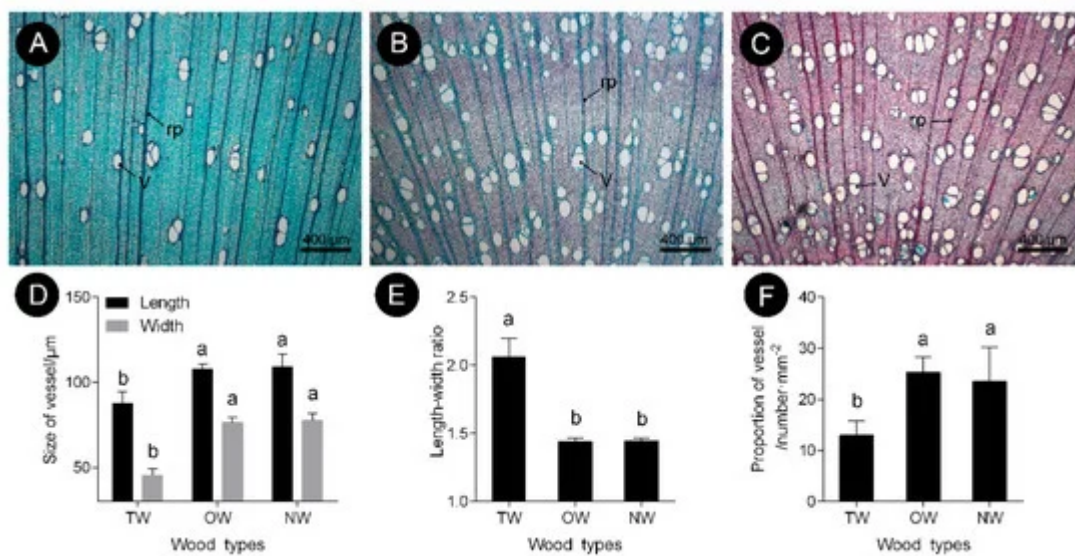 A
rp
V
400 μm
B
rp
V
400 μm
C
rp
V
400 μm
D
Size of vessel/μm
150
100
50
Length
Width
b
b
a
a
a
a
TW
OW
NW
Wood types
E
Length-width ratio
2.5
2.0
1.5
1.0
a
b
b
TW
OW
NW
Wood types
F
Proportion of vessel
/number·mm⁻²
40
30
20
10
0
b
a
a
TW
OW
NW
Wood types